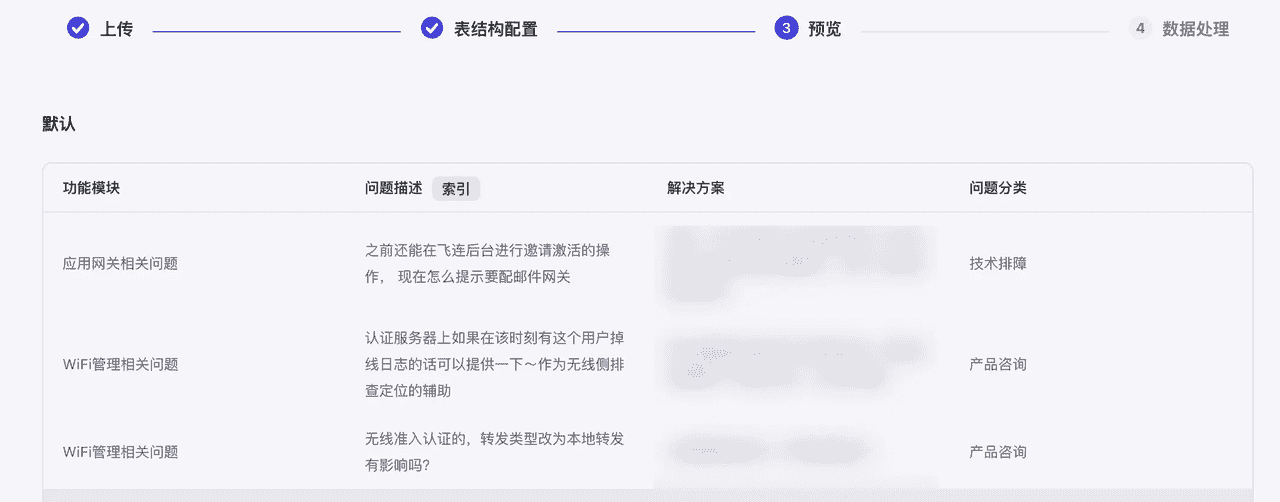 上传
表结构配置
3 预览
4 数据处理
默认
功能模块 问题描述 索引 解决方案 问题分类
应用网关相关问题
之前还能在飞连后台进行邀请激活的操
作， 现在怎么提示要配邮件网关
技术排障
WiFi管理相关问题
认证服务器上如果在该时刻有这个用户掉
线日志的话可以提供一下～作为无线侧排
查定位的辅助
产品咨询
WiFi管理相关问题
无线准入认证的，转发类型改为本地转发
有影响吗?
产品咨询